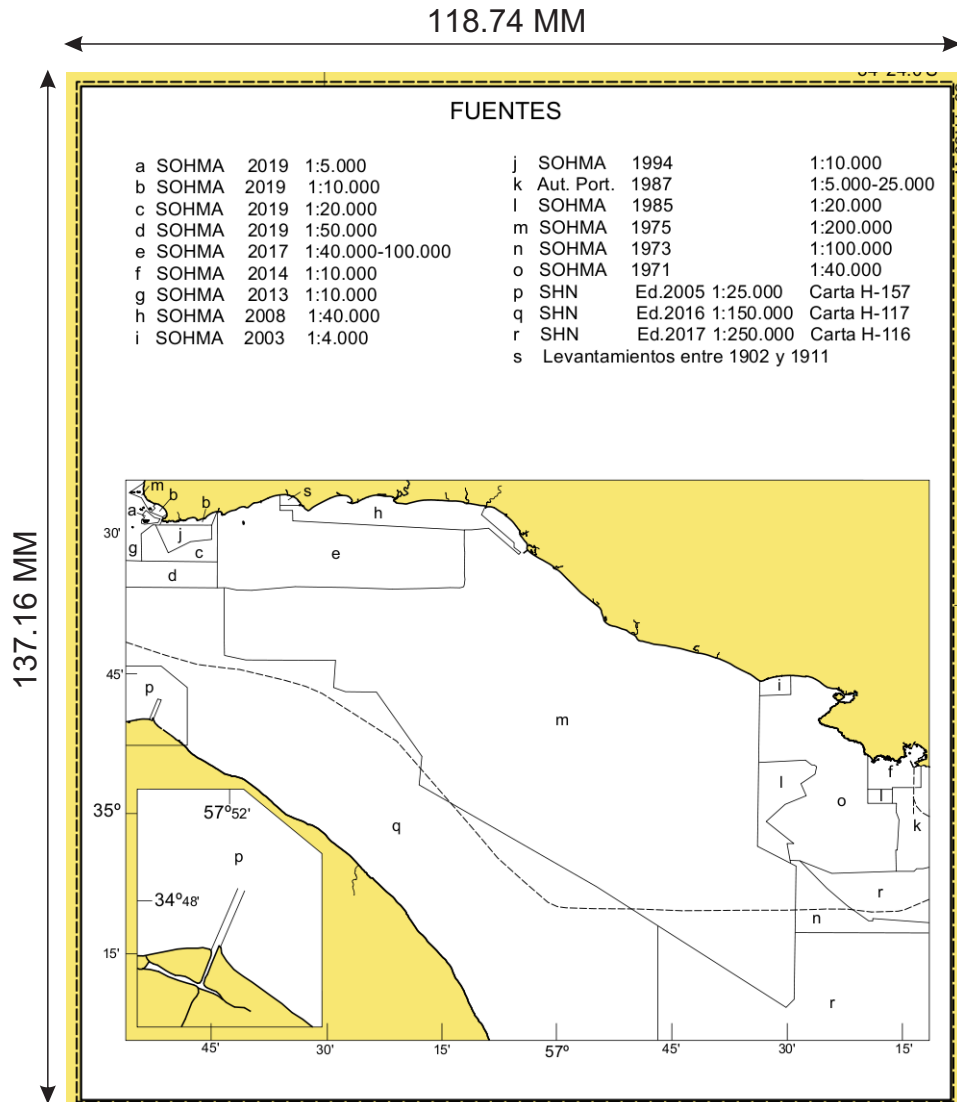 118.74 MM
137.16 MM
FUENTES
a SOHMA 2019 1:5.000
b SOHMA 2019 1:10.000
c SOHMA 2019 1:20.000
d SOHMA 2019 1:50.000
e SOHMA 2017 1:40.000-100.000
f SOHMA 2014 1:10.000
g SOHMA 2013 1:10.000
h SOHMA 2008 1:40.000
i SOHMA 2003 1:4.000
j SOHMA 1994 1:10.000
k Aut. Port. 1987 1:5.000-25.000
l SOHMA 1985 1:20.000
m SOHMA 1975 1:200.000
n SOHMA 1973 1:100.000
o SOHMA 1971 1:40.000
p SHN Ed.2005 1:25.000 Carta H-157
q SHN Ed.2016 1:150.000 Carta H-117
r SHN Ed.2017 1:250.000 Carta H-116
s Levantamientos entre 1902 y 1911
m
b
s
a
b
h
30'
j
g
c
e
d
45'
p
i
m
f
l
l
o
k
35º
57º52'
q
p
r
34º48'
n
15'
r
45'
30'
15'
57º
45'
30'
15'